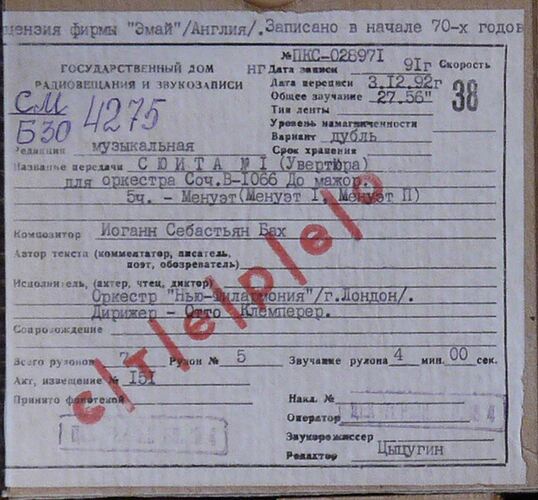 цензия фирмы "Эмай"/Англия/.Записано в начале 70-х годов
ГОСУДАРСТВЕННЫЙ ДОМ
РАДИОВЕЩАНИЯ И ЗВУКОЗАПИСИ
СМ
Б30 4275
№ПКС-028971
нг Дата записи 91г Скорость
Дата переписи 3.12.92г
Общее звучание 27.56" 38
Тип ленты
Уровень намагниченности
Вариант дубль
Срок хранения
Редакция музыкальная
Название передачи СЮИТА №I (Увертюра)
для оркестра Соч.В-1066 До мажор.
5ч. - Менуэт(Менуэт I, Менуэт П)
Композитор Иоганн Себастьян Бах
Автор текста (комментатор, писатель,
поэт, обозреватель)
Исполнитель, (актер, чтец, диктор)
Оркестр "Нью-Филармония"/г.Лондон/.
Дирижер - Отто Клемперер.
Сопровождение
с/т/е/р/е/о
Всего рулонов 7 Рулон № 5 Звучание рулона 4 мин. 00 сек.
Акт, извещение № 151
Принято фонотекой
Накл. №
Оператор
Звукорежиссер
Редактор Цыцугин